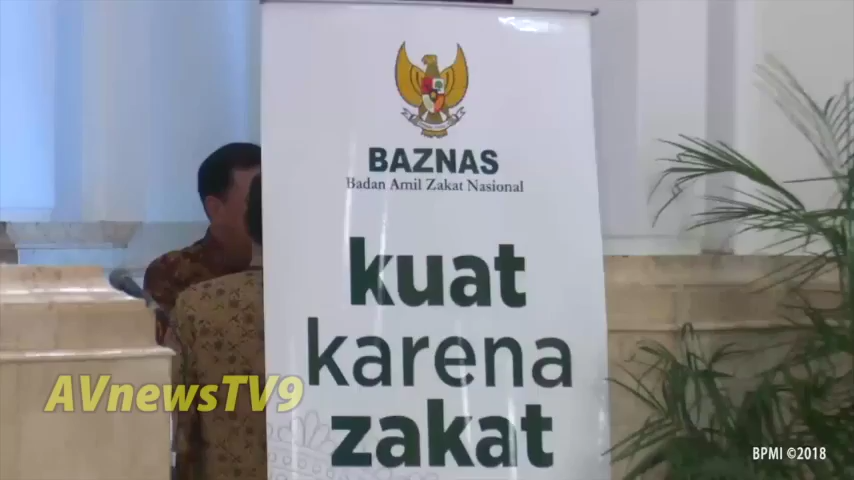 BAZNAS
Badan Amil Zakat Nasional
kuat
karena
zakat
AVnewsTV9
BPMI ©2018